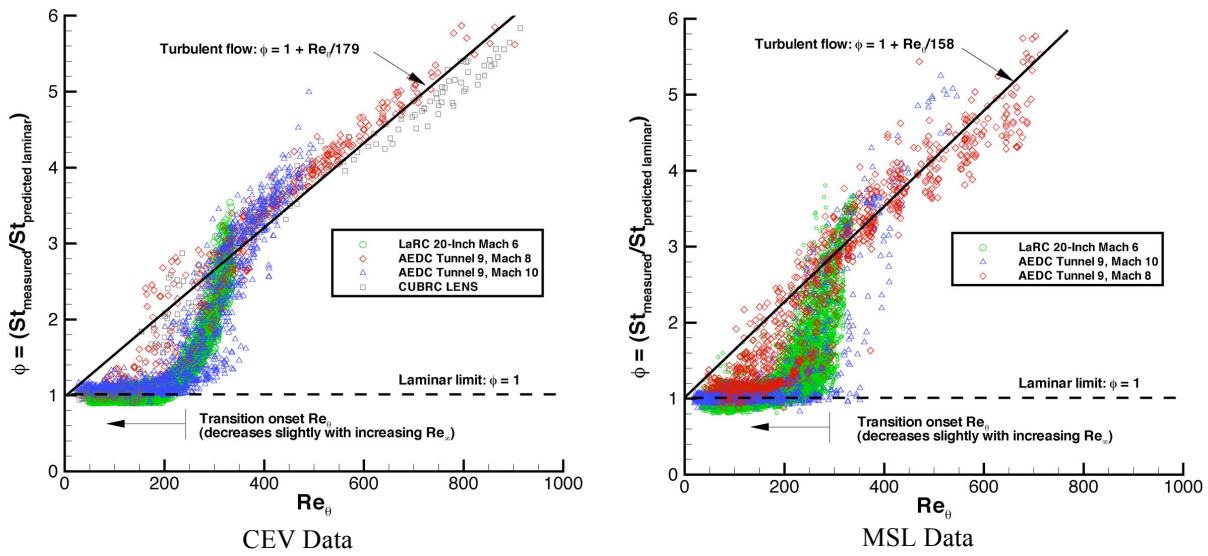 6
5
4
3
2
1
0
ϕ = (St_measured/St_predicted laminar)
Turbulent flow: ϕ = 1 + Re_θ/179
LaRC 20-Inch Mach 6
AEDC Tunnel 9, Mach 8
AEDC Tunnel 9, Mach 10
CUBRC LENS
Laminar limit: ϕ = 1
Transition onset Re_θ
(decreases slightly with increasing Re_∞)
0 200 400 600 800 1000
Re_θ
CEV Data
6
5
4
3
2
1
0
ϕ = (St_measured/St_predicted laminar)
Turbulent flow: ϕ = 1 + Re_θ/158
LaRC 20-Inch Mach 6
AEDC Tunnel 9, Mach 10
AEDC Tunnel 9, Mach 8
Laminar limit: ϕ = 1
Transition onset Re_θ
(decreases slightly with increasing Re_∞)
0 200 400 600 800 1000
Re_θ
MSL Data